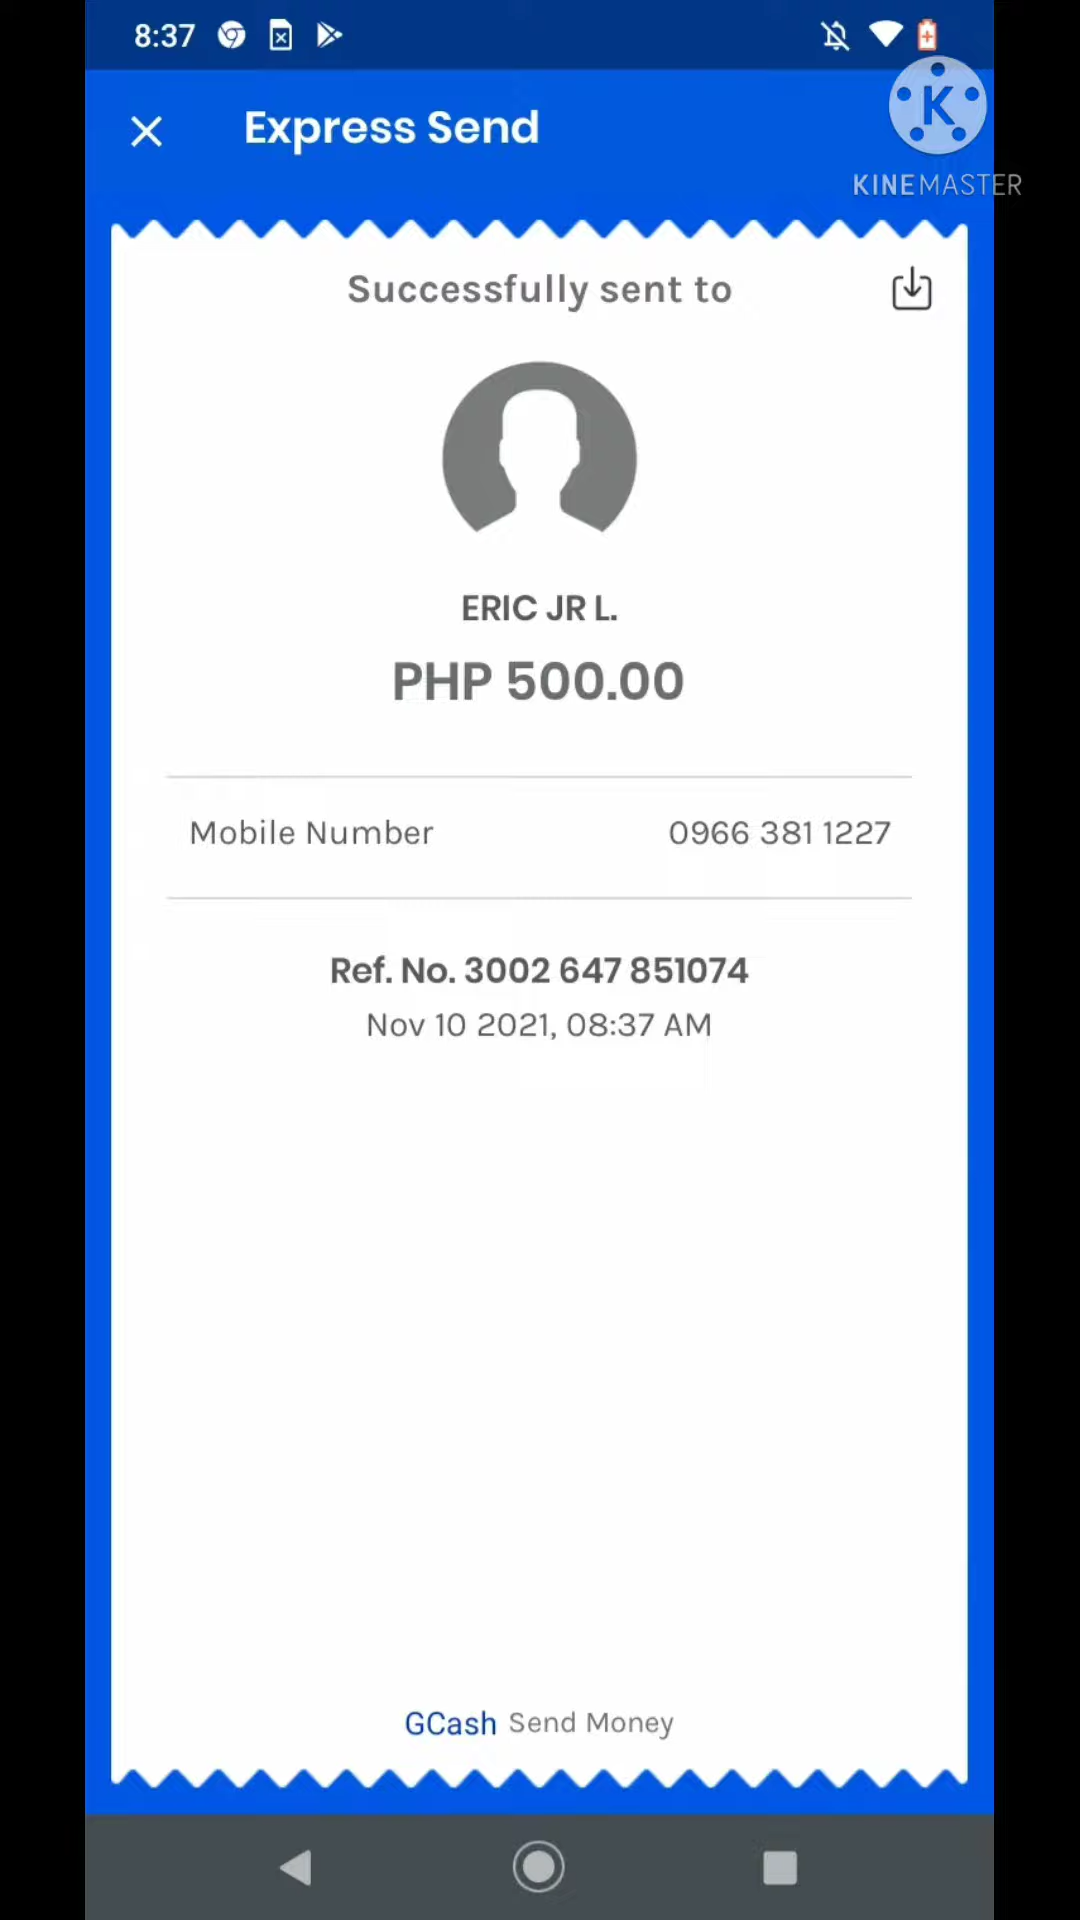 8:37
Express Send
K
KINEMASTER
Successfully sent to
ERIC JR L.
PHP 500.00
Mobile Number 0966 381 1227
Ref. No. 3002 647 851074
Nov 10 2021, 08:37 AM
GCash Send Money